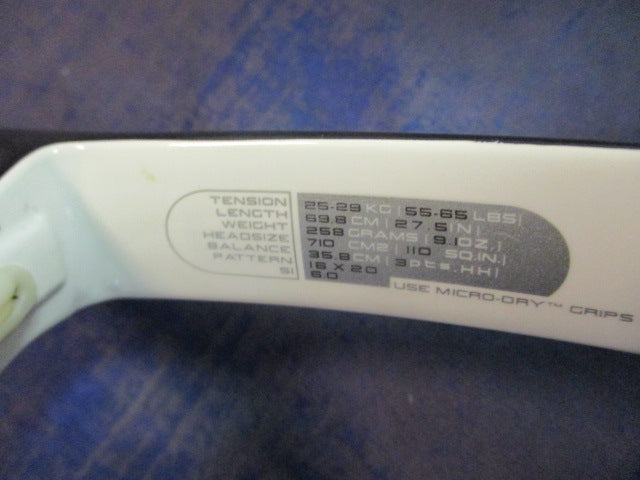 TENSION 25-29 KG | 55-65 LBS|
LENGTH 69.8 CM | 27.5 IN|
WEIGHT 258 GRAMS | 9.1 OZ.|
HEADSIZE 710 CM2 | 110 SQ.IN.|
BALANCE 35.8 CM | 3 pts.HH|
PATTERN 16 X 20
SI 6.0
USE MICRO-DRY™ GRIPS